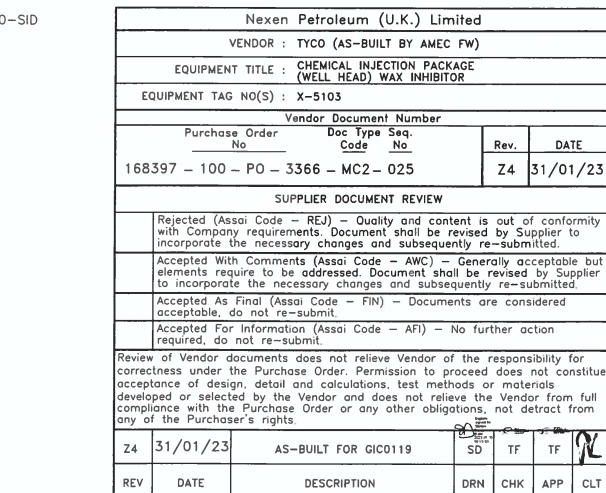 0-SID
Nexen Petroleum (U.K.) Limited
VENDOR : TYCO (AS-BUILT BY AMEC FW)
EQUIPMENT TITLE : CHEMICAL INJECTION PACKAGE
(WELL HEAD) WAX INHIBITOR
EQUIPMENT TAG NO(S) : X-5103
Vendor Document Number
Purchase Order Doc Type Seq.
No Code No Rev. DATE
168397 - 100 - PO - 3366 - MC2 - 025 Z4 31/01/23
SUPPLIER DOCUMENT REVIEW
Rejected (Assai Code - REJ) - Quality and content is out of conformity
with Company requirements. Document shall be revised by Supplier to
incorporate the necessary changes and subsequently re-submitted.
Accepted With Comments (Assai Code - AWC) - Generally acceptable but
elements require to be addressed. Document shall be revised by Supplier
to incorporate the necessary changes and subsequently re-submitted.
Accepted As Final (Assai Code - FIN) - Documents are considered
acceptable, do not re-submit.
Accepted For Information (Assai Code - AFI) - No further action
required, do not re-submit.
Review of Vendor documents does not relieve Vendor of the responsibility for
correctness under the Purchase Order. Permission to proceed does not constitue
acceptance of design, detail and calculations, test methods or materials
developed or selected by the Vendor and does not relieve the Vendor from full
compliance with the Purchase Order or any other obligations, not detract from
any of the Purchaser's rights.
Z4 31/01/23 AS-BUILT FOR GIC0119 SD TF TF
REV DATE DESCRIPTION DRN CHK APP CLT